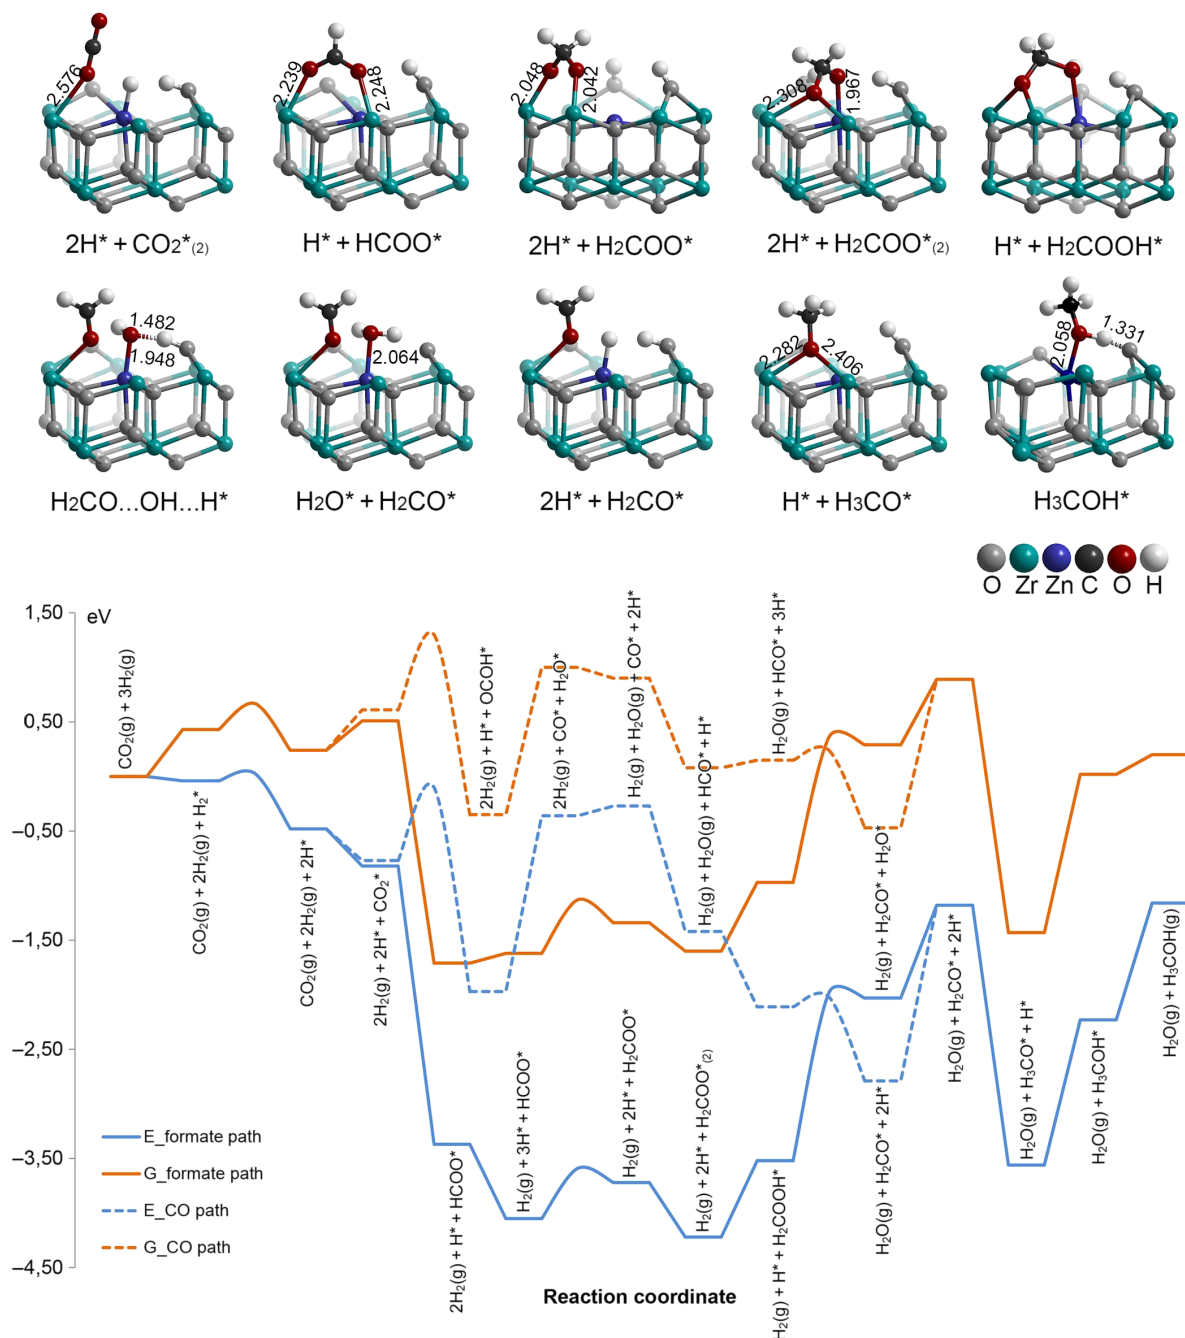 2.576
2.239
2.248
2.048
2.042
2.308
1.967
2H* + CO2*(2)
H* + HCOO*
2H* + H2COO*
2H* + H2COO*(2)
H* + H2COOH*
1.482
1.948
2.064
2.282
2.406
2.058
1.331
H2CO...OH...H*
H2O* + H2CO*
2H* + H2CO*
H* + H3CO*
H3COH*
O Zr Zn C O H
eV
1,50
0,50
−0,50
−1,50
−2,50
−3,50
−4,50
CO2(g) + 3H2(g)
CO2(g) + 2H2(g) + H2*
CO2(g) + 2H2(g) + 2H*
2H2(g) + 2H* + CO2*
2H2(g) + H* + OCOH*
2H2(g) + CO* + H2O*
H2(g) + H2O(g) + CO* + 2H*
H2(g) + H2O(g) + HCO* + H*
H2O(g) + HCO* + 3H*
H2(g) + H2CO* + H2O*
2H2(g) + H* + HCOO*
H2(g) + 3H* + HCOO*
H2(g) + 2H* + H2COO*
H2(g) + 2H* + H2COO*(2)
H2(g) + H* + H2COOH*
H2O(g) + H2CO* + 2H*
H2O(g) + H2CO* + 2H*
H2O(g) + H3CO* + H*
H2O(g) + H3COH*
H2O(g) + H3COH(g)
E_formate path
G_formate path
E_CO path
G_CO path
Reaction coordinate